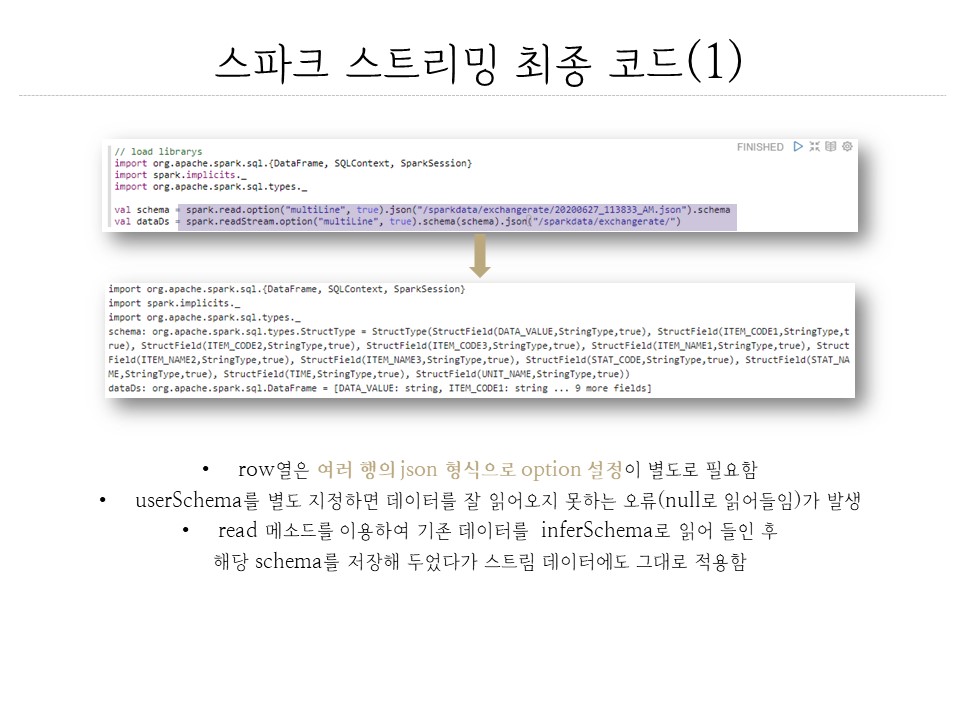 스파크 스트리밍 최종 코드(1)
FINISHED
// load librarys
import org.apache.spark.sql.{DataFrame, SQLContext, SparkSession}
import spark.implicits._
import org.apache.spark.sql.types._
val schema = spark.read.option("multiLine", true).json("/sparkdata/exchangerate/20200627_113833_AM.json").schema
val dataDs = spark.readStream.option("multiLine", true).schema(schema).json("/sparkdata/exchangerate/")
import org.apache.spark.sql.{DataFrame, SQLContext, SparkSession}
import spark.implicits._
import org.apache.spark.sql.types._
schema: org.apache.spark.sql.types.StructType = StructType(StructField(DATA_VALUE,StringType,true), StructField(ITEM_CODE1,StringType,t
rue), StructField(ITEM_CODE2,StringType,true), StructField(ITEM_CODE3,StringType,true), StructField(ITEM_NAME1,StringType,true), Struct
Field(ITEM_NAME2,StringType,true), StructField(ITEM_NAME3,StringType,true), StructField(STAT_CODE,StringType,true), StructField(STAT_NA
ME,StringType,true), StructField(TIME,StringType,true), StructField(UNIT_NAME,StringType,true))
dataDs: org.apache.spark.sql.DataFrame = [DATA_VALUE: string, ITEM_CODE1: string ... 9 more fields]
• row열은 여러 행의 json 형식으로 option 설정이 별도로 필요함
• userSchema를 별도 지정하면 데이터를 잘 읽어오지 못하는 오류(null로 읽어들임)가 발생
• read 메소드를 이용하여 기존 데이터를 inferSchema로 읽어 들인 후
해당 schema를 저장해 두었다가 스트림 데이터에도 그대로 적용함